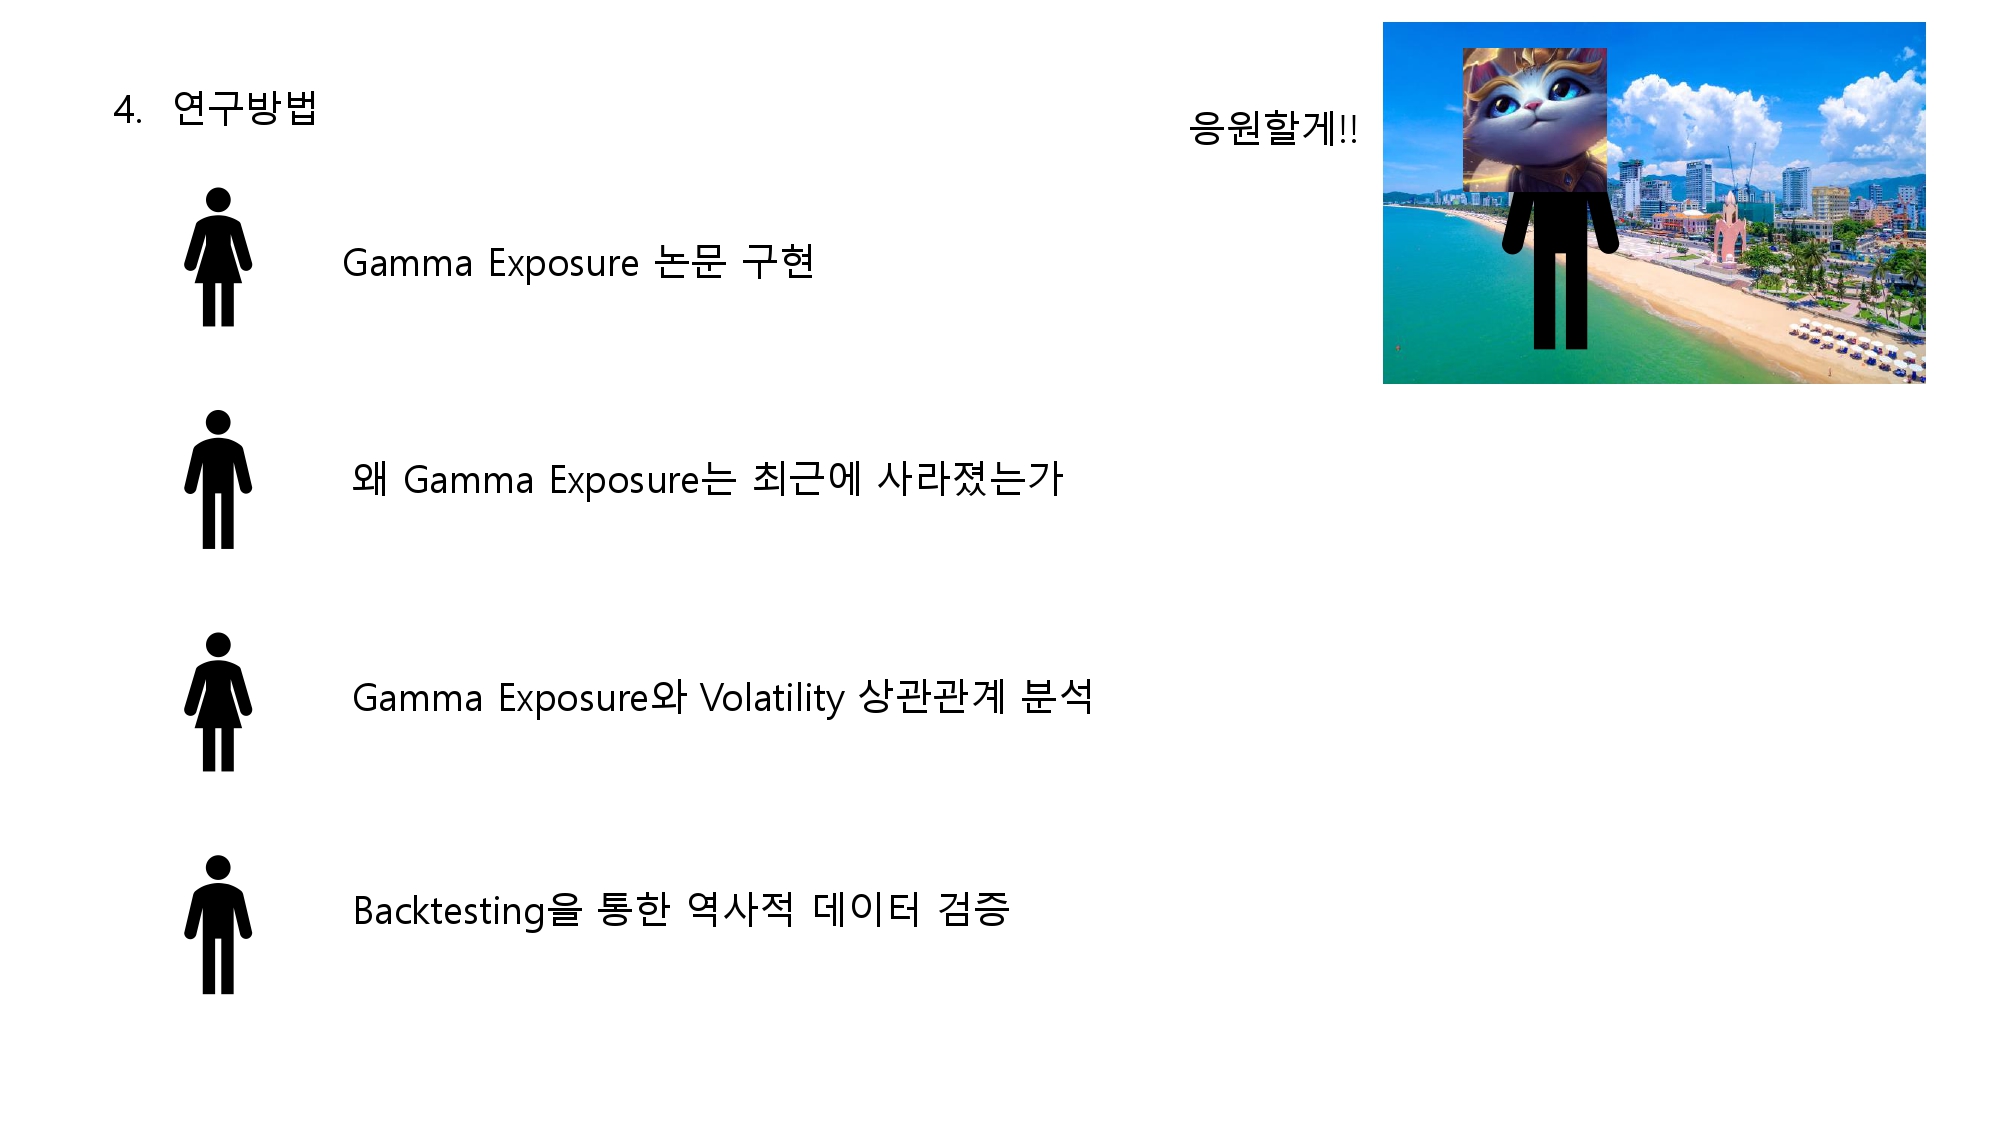 4. 연구방법
응원할게!!
Gamma Exposure 논문 구현
왜 Gamma Exposure는 최근에 사라졌는가
Gamma Exposure와 Volatility 상관관계 분석
Backtesting을 통한 역사적 데이터 검증